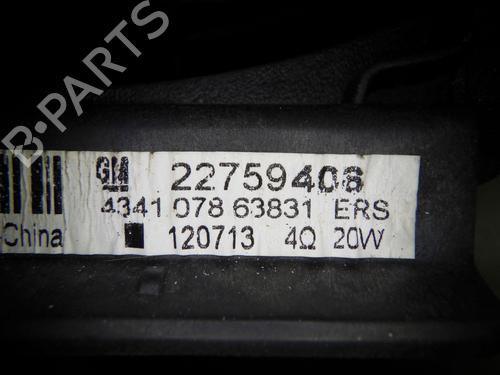 B-PARTS
GM 22759408
4341 078 63831 ERS
-China 120713 4Ω 20W